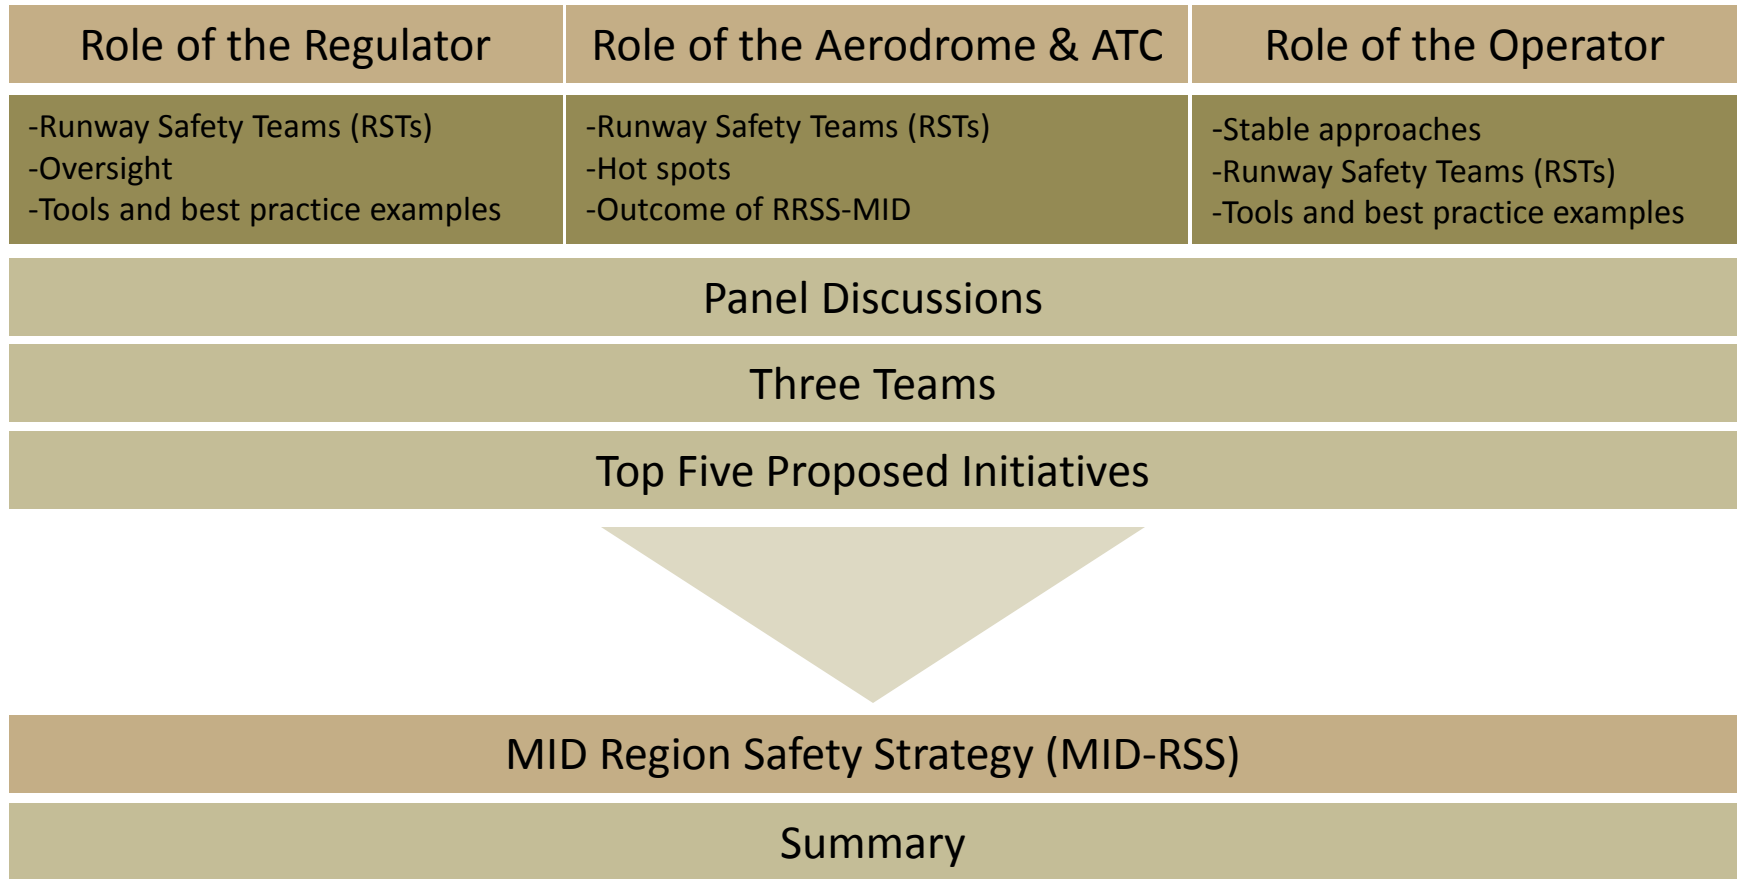 Role of the Regulator
Role of the Aerodrome & ATC
Role of the Operator
-Runway Safety Teams (RSTs)
-Oversight
-Tools and best practice examples
-Runway Safety Teams (RSTs)
-Hot spots
-Outcome of RRSS-MID
-Stable approaches
-Runway Safety Teams (RSTs)
-Tools and best practice examples
Panel Discussions
Three Teams
Top Five Proposed Initiatives
MID Region Safety Strategy (MID-RSS)
Summary